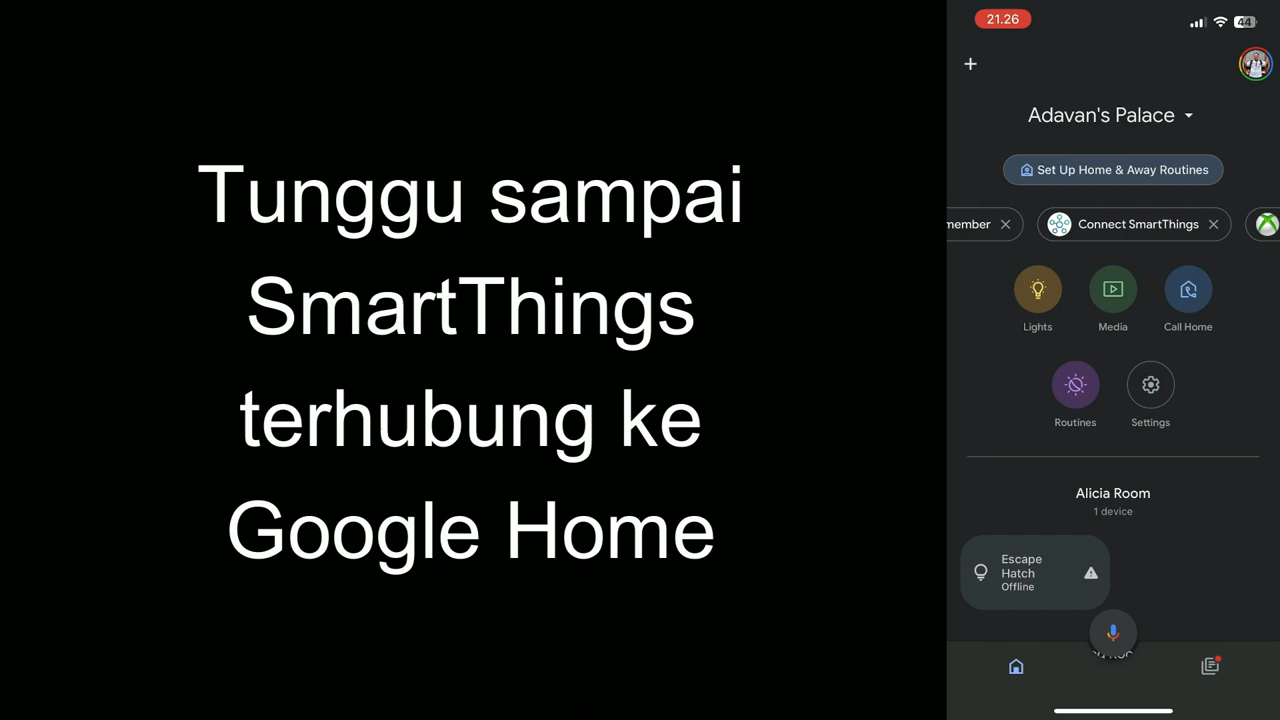 Tunggu sampai
SmartThings
terhubung ke
Google Home
21.26
44
Adavan's Palace
Set Up Home & Away Routines
member
Connect SmartThings
Lights
Media
Call Home
Routines
Settings
Alicia Room
1 device
Escape
Hatch
Offline